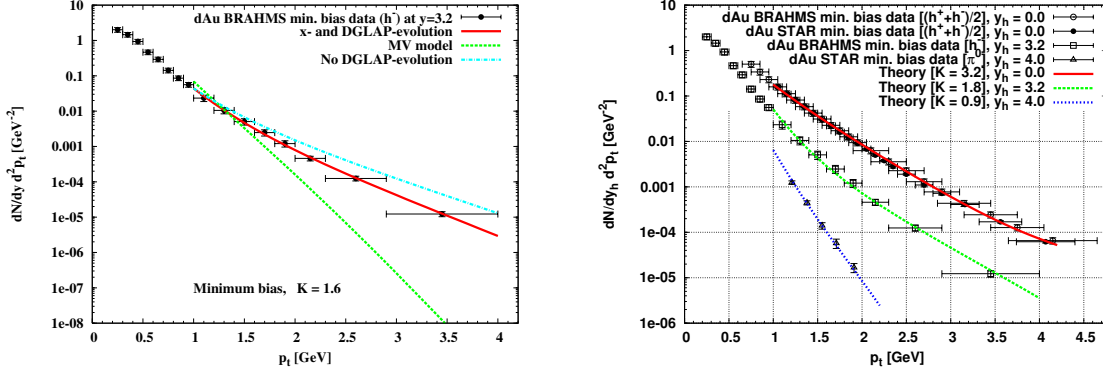 dAu BRAHMS min. bias data (h⁻) at y=3.2
x- and DGLAP-evolution
MV model
No DGLAP-evolution
10
1
0.1
0.01
0.001
1e-04
1e-05
1e-06
1e-07
1e-08
dN/dy d²pₜ [GeV⁻²]
Minimum bias, K = 1.6
0 0.5 1 1.5 2 2.5 3 3.5 4
pₜ [GeV]
dAu BRAHMS min. bias data [(h⁺+h⁻)/2], yₕ = 0.0
dAu STAR min. bias data [(h⁺+h⁻)/2], yₕ = 0.0
dAu BRAHMS min. bias data [h⁻], yₕ = 3.2
dAu STAR min. bias data [π⁰], yₕ = 4.0
Theory [K = 3.2], yₕ = 0.0
Theory [K = 1.8], yₕ = 3.2
Theory [K = 0.9], yₕ = 4.0
10
1
0.1
0.01
0.001
1e-04
1e-05
1e-06
dN/dyₕ d²pₜ [GeV⁻²]
0 0.5 1 1.5 2 2.5 3 3.5 4 4.5
pₜ [GeV]